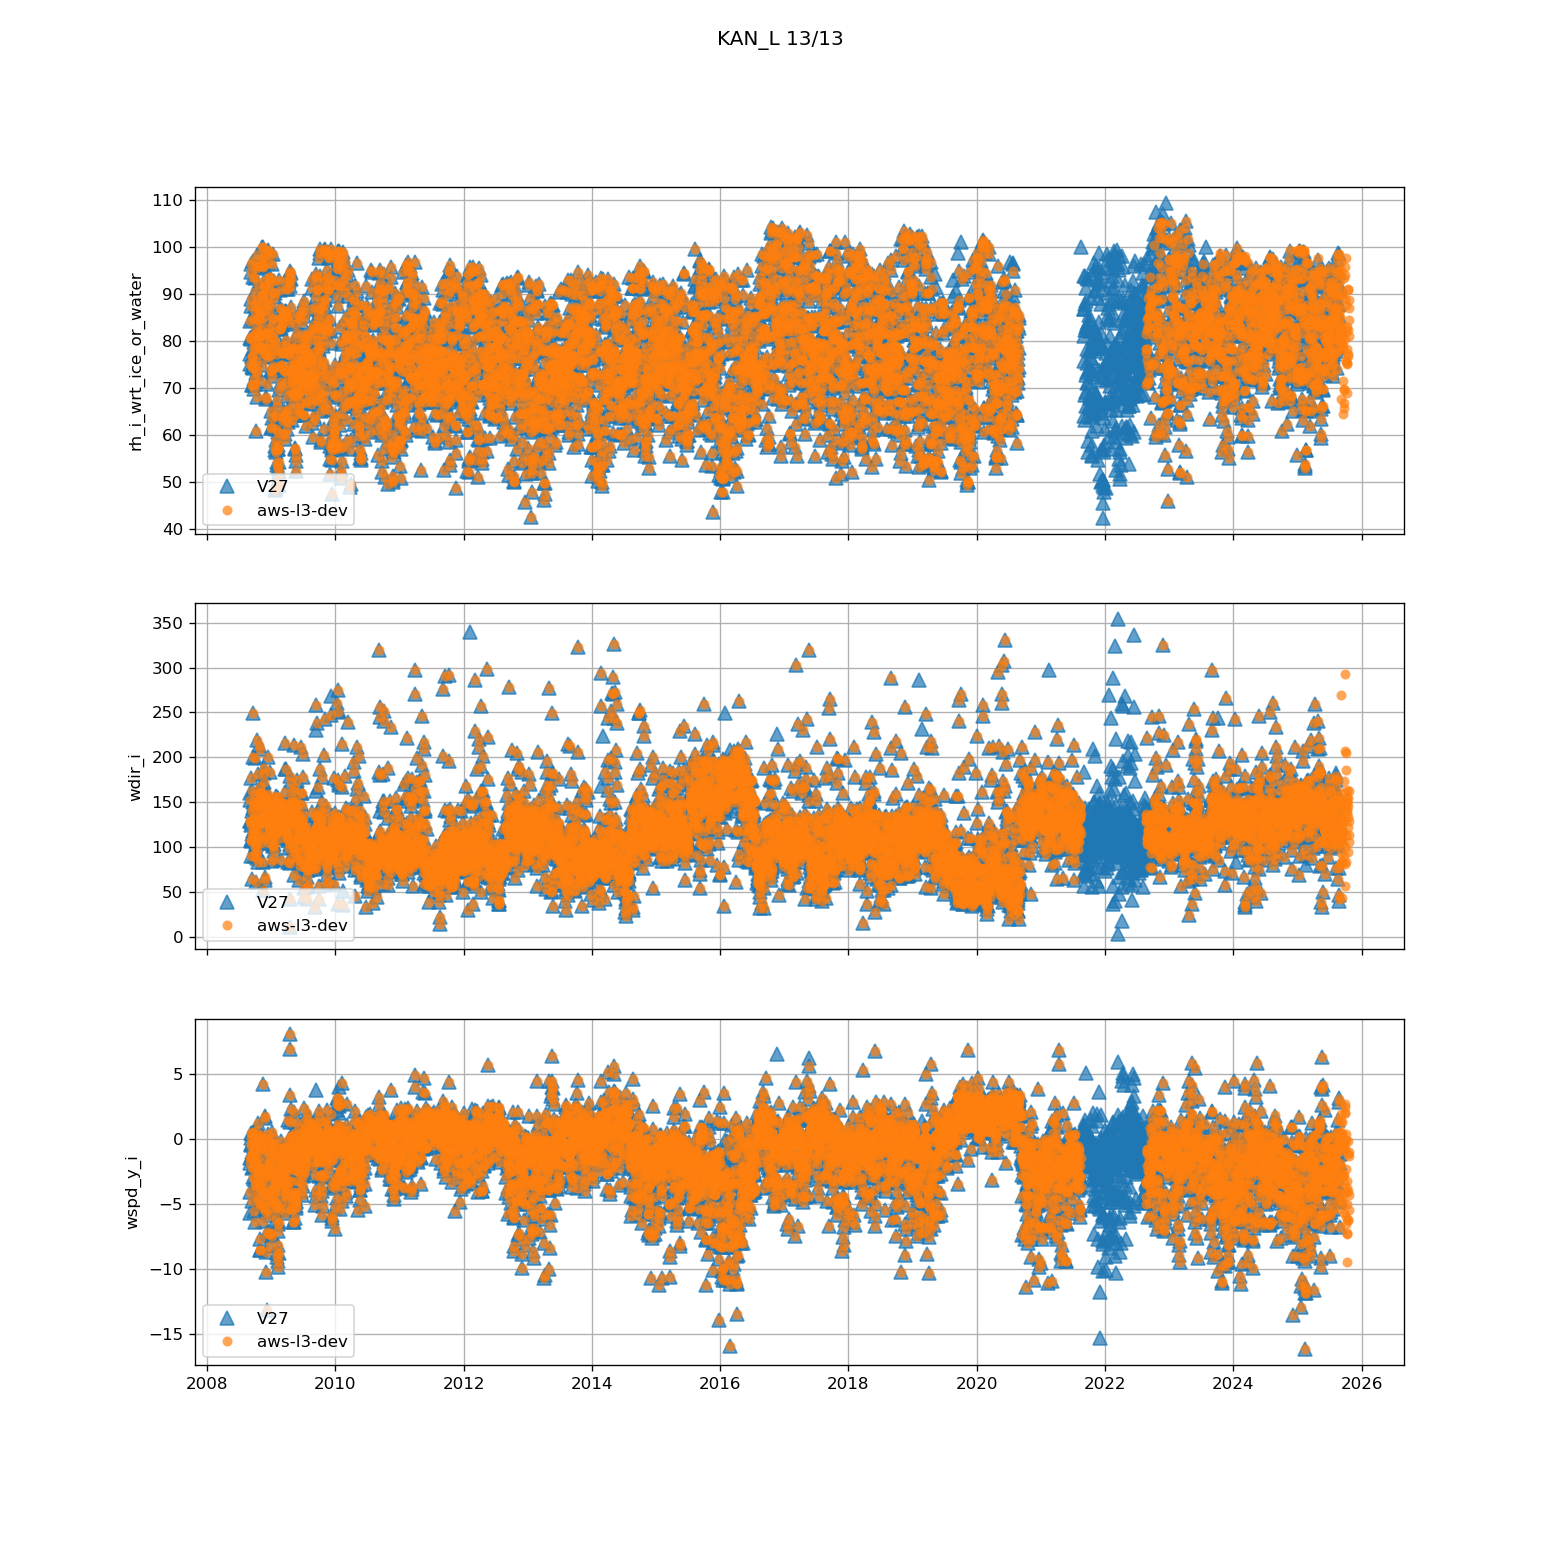 KAN_L 13/13
110
100
90
80
70
60
50
40
rh_i_wrt_ice_or_water
V27
aws-l3-dev
350
300
250
200
150
100
50
0
wdir_i
V27
aws-l3-dev
5
0
−5
−10
−15
wspd_y_i
V27
aws-l3-dev
2008 2010 2012 2014 2016 2018 2020 2022 2024 2026